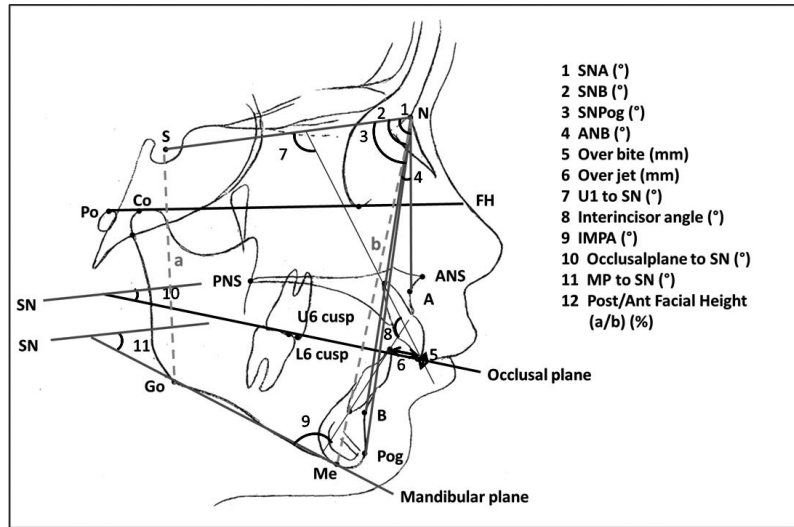 1 SNA (°)
2 SNB (°)
3 SNPog (°)
4 ANB (°)
5 Over bite (mm)
6 Over jet (mm)
7 U1 to SN (°)
8 Interincisor angle (°)
9 IMPA (°)
10 Occlusalplane to SN (°)
11 MP to SN (°)
12 Post/Ant Facial Height
(a/b) (%)
S
2
1
N
3
7
4
Po
Co
FH
a
b
PNS
ANS
A
SN
10
U6 cusp
8
SN
11
L6 cusp
6
5
Occlusal plane
Go
9
B
Me
Pog
Mandibular plane